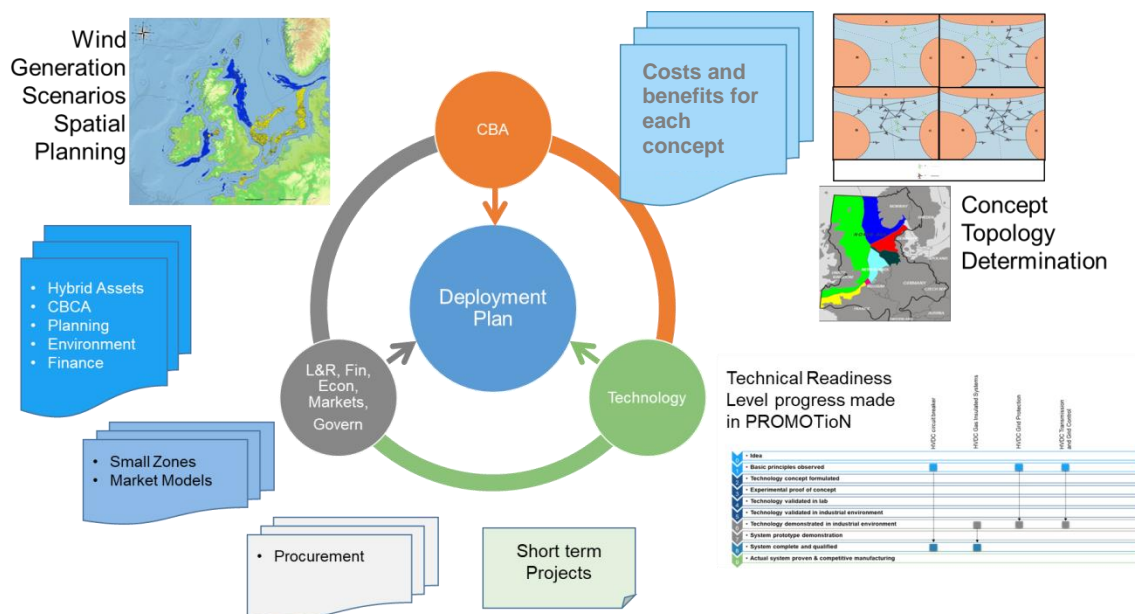 Wind
Generation
Scenarios
Spatial
Planning
CBA
Costs and
benefits for
each
concept
Concept
Topology
Determination
• Hybrid Assets
• CBCA
• Planning
• Environment
• Finance
Deployment
Plan
L&R, Fin,
Econ,
Markets,
Govern
Technology
• Small Zones
• Market Models
• Procurement
Short term
Projects
Technical Readiness
Level progress made
in PROMOTioN
HVDC circuit breaker
HVDC Gas Insulated Systems
HVDC Grid Protection
HVDC Transmission
and Grid Control
• Idea
• Basic principles observed
• Technology concept formulated
• Experimental proof of concept
• Technology validated in lab
• Technology validated in industrial environment
• Technology demonstrated in industrial environment
• System prototype demonstration
• System complete and qualified
• Actual system proven & competitive manufacturing